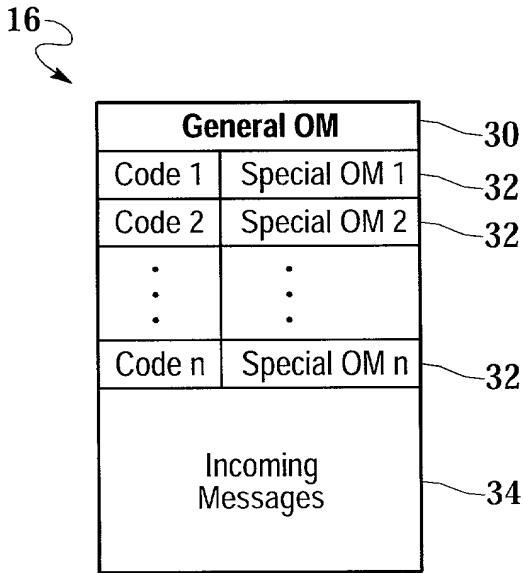 16
General OM 30
Code 1 Special OM 1 32
Code 2 Special OM 2 32
Code n Special OM n 32
Incoming
Messages 34